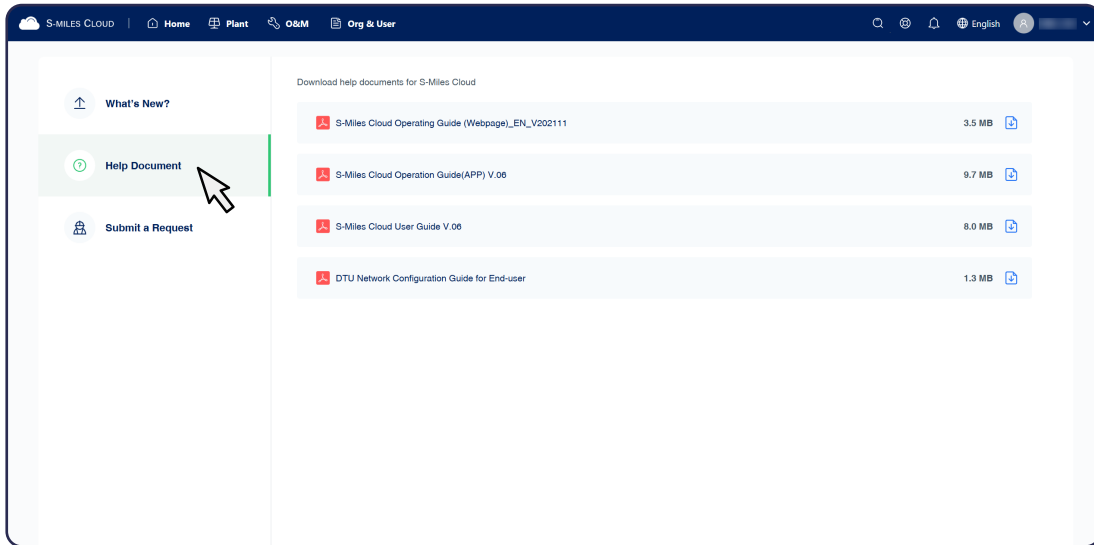 S-MILES CLOUD | Home Plant O&M Org & User English A
What's New?
Help Document
Submit a Request
Download help documents for S-Miles Cloud
S-Miles Cloud Operating Guide (Webpage)_EN_V202111 3.5 MB
S-Miles Cloud Operation Guide(APP) V.06 9.7 MB
S-Miles Cloud User Guide V.06 8.0 MB
DTU Network Configuration Guide for End-user 1.3 MB